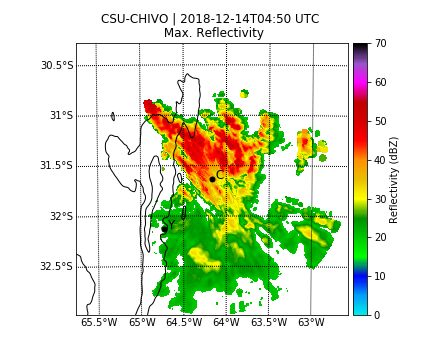 CSU-CHIVO | 2018-12-14T04:50 UTC
Max. Reflectivity
30.5°S
31°S
31.5°S
32°S
32.5°S
65.5°W 65°W 64.5°W 64°W 63.5°W 63°W
C
Y
70
60
50
40
30
20
10
0
Reflectivity (dBZ)